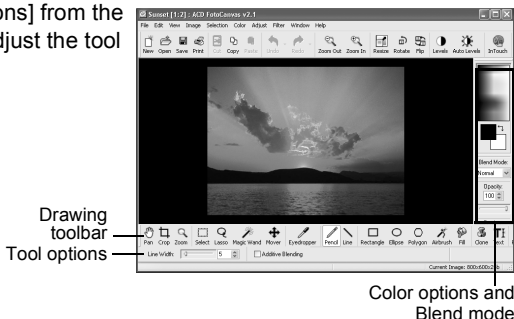 ons] from the
djust the tool
Sunset [1:2] : ACD FotoCanvas v2.1
File Edit View Image Selection Color Adjust Filter Window Help
New Open Save Print Cut Copy Paste Undo Redo Zoom Out Zoom In Resize Rotate Flip Levels Auto Levels InTouch
Blend Mode:
Normal
Opacity:
100
Drawing
toolbar
Pan Crop Zoom Select Lasso Magic Wand Mover Eyedropper Pencil Line Rectangle Ellipse Polygon Airbrush Fill Clone Text
Tool options
Line Width: 5 Additive Blending
Current Image: 800x600x24b
Color options and
Blend mode